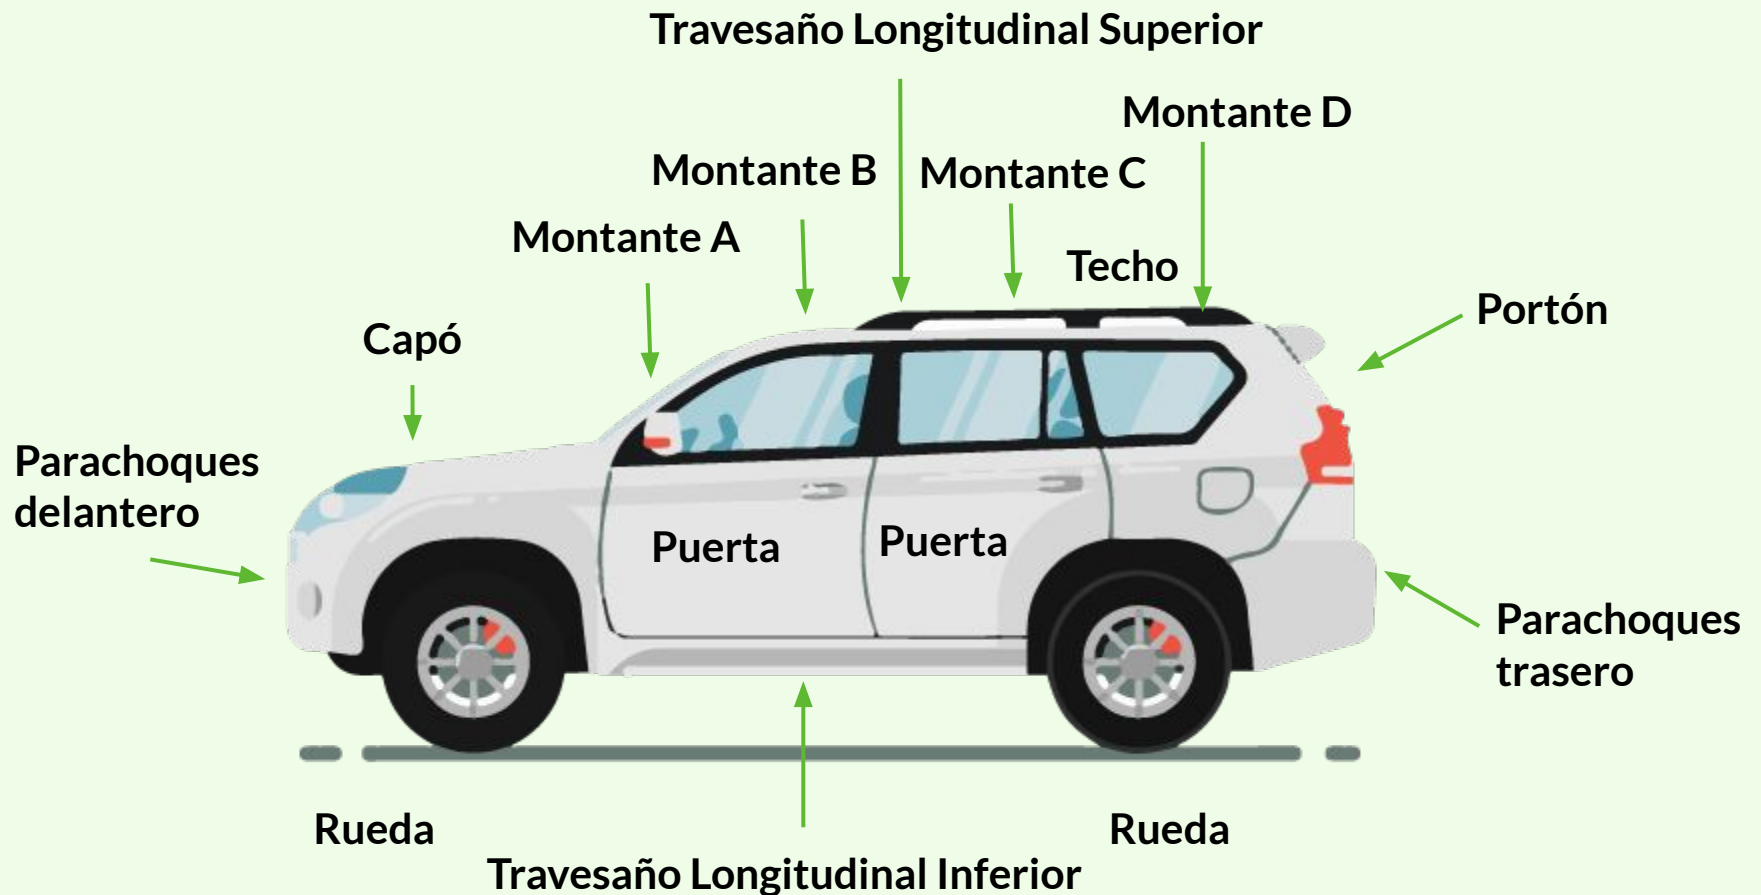 Travesaño Longitudinal Superior
Montante D
Montante B
Montante C
Montante A
Techo
Portón
Capó
Parachoques
delantero
Puerta
Puerta
Parachoques
trasero
Rueda
Rueda
Travesaño Longitudinal Inferior